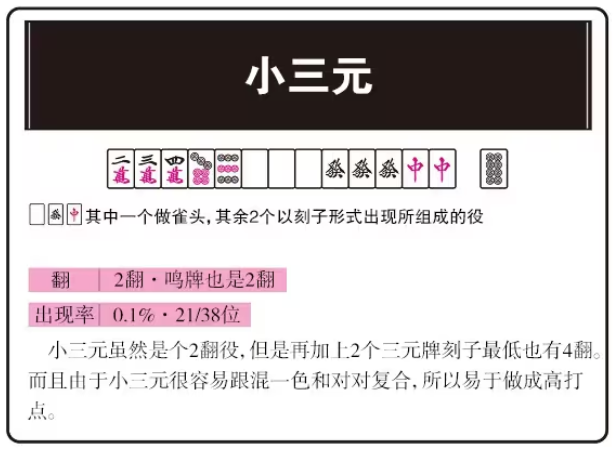 小三元
二萬 三萬 四萬 發 發 發 中 中
發 中 其中一个做雀头,其余2个以刻子形式出现所组成的役
翻 2翻·鸣牌也是2翻
出现率 0.1%·21/38位
小三元虽然是个2翻役,但是再加上2个三元牌刻子最低也有4翻。
而且由于小三元很容易跟混一色和对对复合,所以易于做成高打
点。